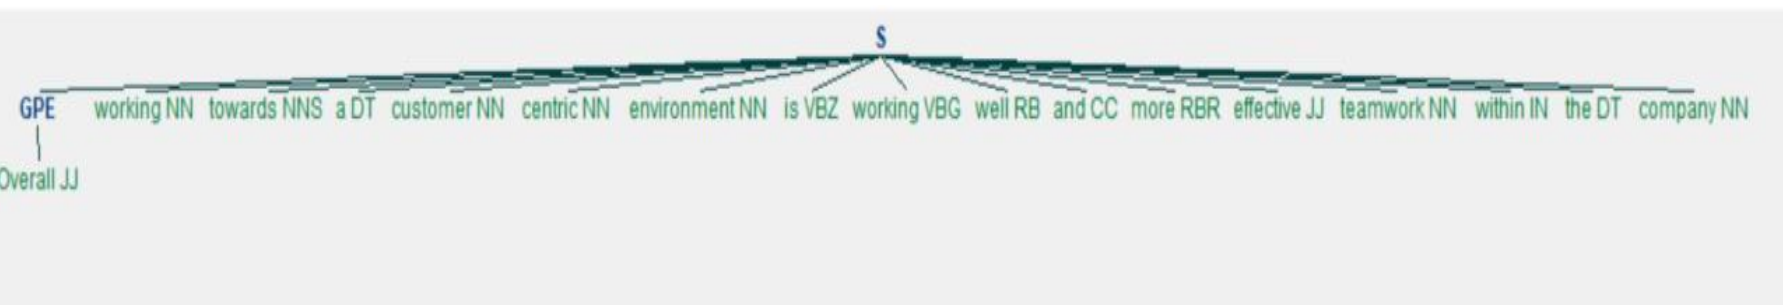 S
GPE working NN towards NNS a DT customer NN centric NN environment NN is VBZ working VBG well RB and CC more RBR effective JJ teamwork NN within IN the DT company NN
Overall JJ